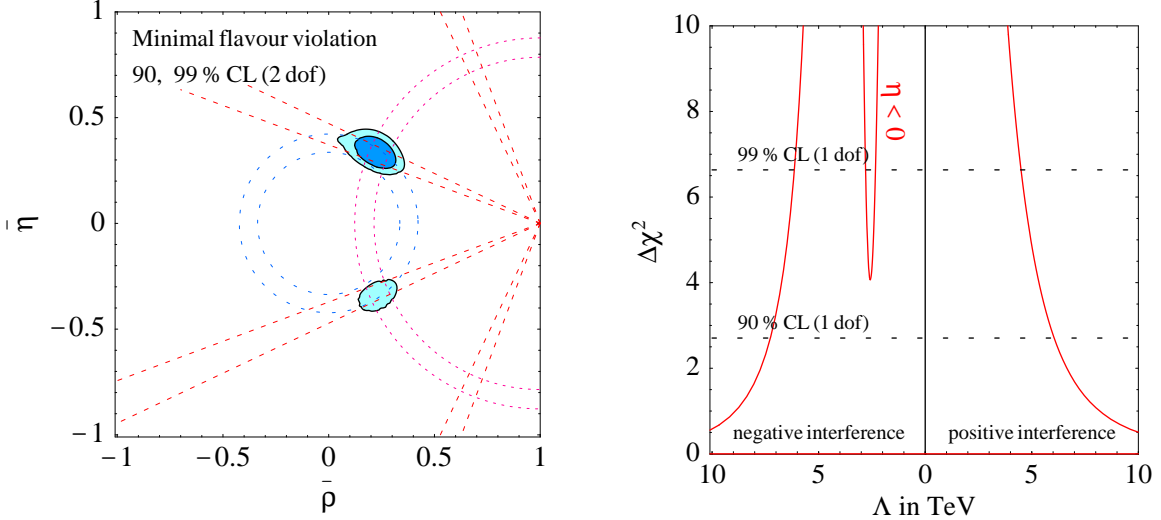 Minimal flavour violation
90, 99 % CL (2 dof)
1
0.5
0
−0.5
−1
−1
−0.5
0
0.5
1
η̄
ρ̄
10
8
6
4
2
0
η < 0
99 % CL (1 dof)
90 % CL (1 dof)
negative interference
positive interference
10
5
0
5
10
Δχ²
Λ in TeV